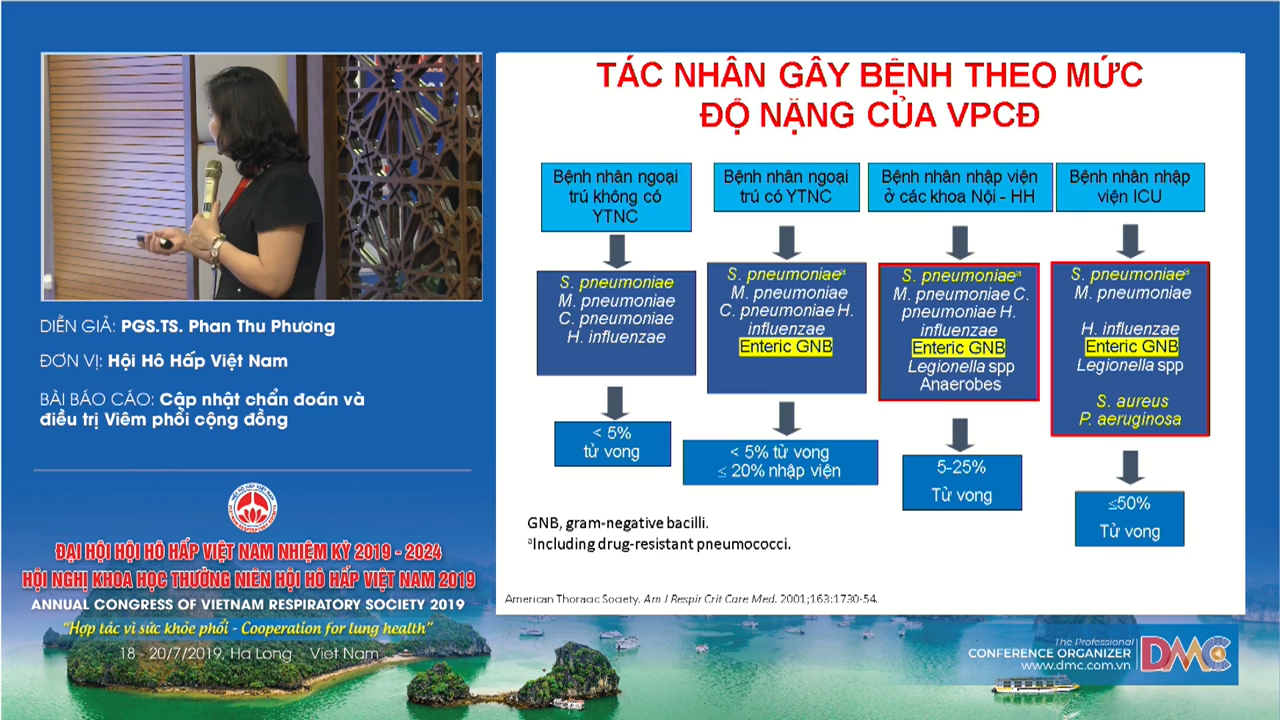 DIỄN GIẢ: PGS.TS. Phan Thu Phương
ĐƠN VỊ: Hội Hô Hấp Việt Nam
BÀI BÁO CÁO: Cập nhật chẩn đoán và
điều trị Viêm phổi cộng đồng
ĐẠI HỘI HỘI HÔ HẤP VIỆT NAM NHIỆM KỲ 2019 - 2024
HỘI NGHỊ KHOA HỌC THƯỜNG NIÊN HỘI HÔ HẤP VIỆT NAM 2019
ANNUAL CONGRESS OF VIETNAM RESPIRATORY SOCIETY 2019
"Hợp tác vì sức khỏe phổi - Cooperation for lung health"
18 - 20/7/2019, Ha Long - Viet Nam
TÁC NHÂN GÂY BỆNH THEO MỨC
ĐỘ NẶNG CỦA VPCĐ
Bệnh nhân ngoại
trú không có
YTNC
S. pneumoniae
M. pneumoniae
C. pneumoniae
H. influenzae
< 5%
tử vong
Bệnh nhân ngoại
trú có YTNC
S. pneumoniaeª
M. pneumoniae
C. pneumoniae H.
influenzae
Enteric GNB
< 5% tử vong
≤ 20% nhập viện
Bệnh nhân nhập viện
ở các khoa Nội - HH
S. pneumoniaeª
M. pneumoniae C.
pneumoniae H.
influenzae
Enteric GNB
Legionella spp
Anaerobes
5-25%
Tử vong
Bệnh nhân nhập
viện ICU
S. pneumoniaeª
M. pneumoniae
H. influenzae
Enteric GNB
Legionella spp
S. aureus
P. aeruginosa
≤50%
Tử vong
GNB, gram-negative bacilli.
ªIncluding drug-resistant pneumococci.
American Thoracic Society. Am J Respir Crit Care Med. 2001;163:1730-54.
The Professional
CONFERENCE ORGANIZER
www.dmc.com.vn
DMC